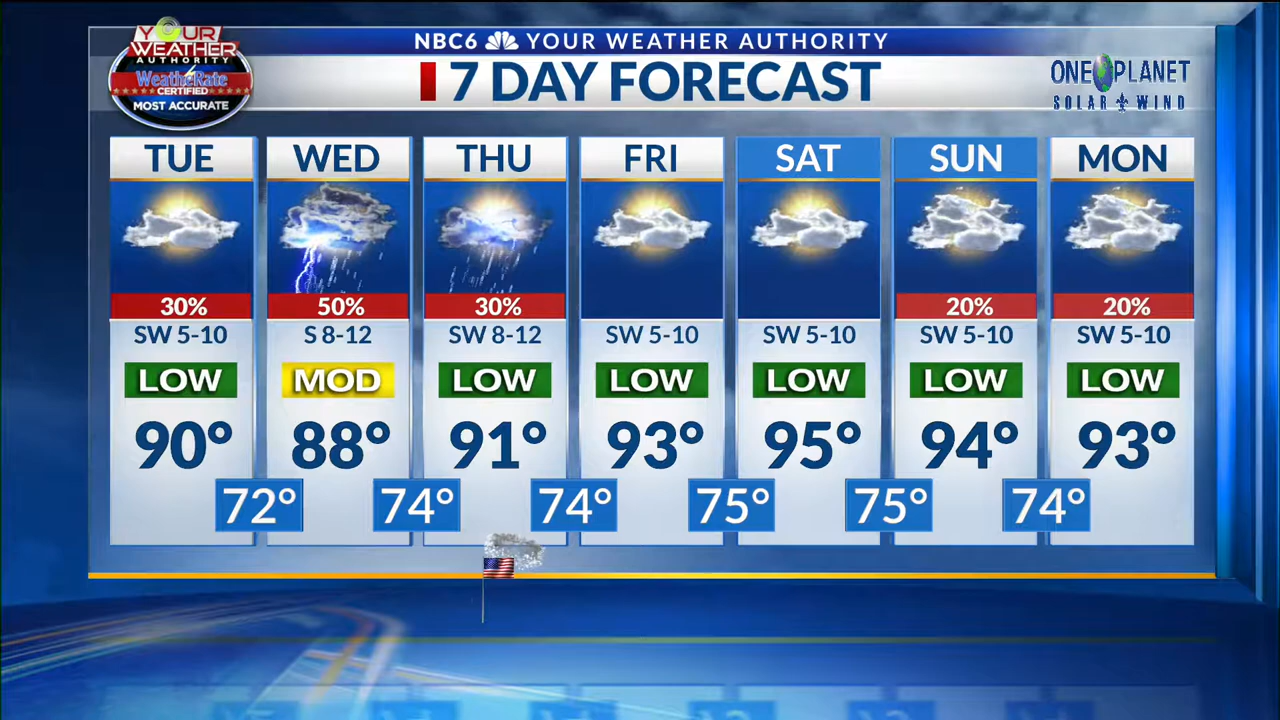 YOUR
WEATHER
AUTHORITY
WeatheRate
CERTIFIED
MOST ACCURATE
NBC6 YOUR WEATHER AUTHORITY
7 DAY FORECAST
ONE PLANET
SOLAR WIND
TUE WED THU FRI SAT SUN MON
30% 50% 30% 20% 20%
SW 5-10 S 8-12 SW 8-12 SW 5-10 SW 5-10 SW 5-10 SW 5-10
LOW MOD LOW LOW LOW LOW LOW
90° 88° 91° 93° 95° 94° 93°
72° 74° 74° 75° 75° 74°